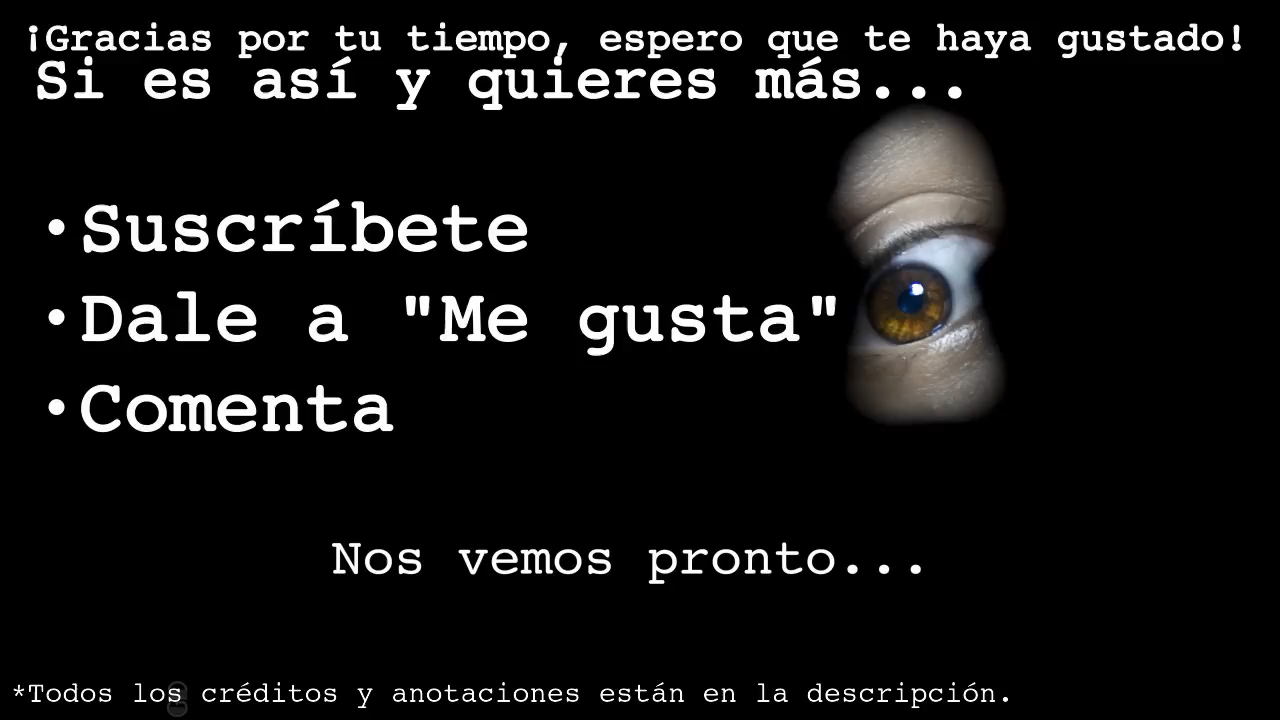 ¡Gracias por tu tiempo, espero que te haya gustado!
Si es así y quieres más...
•Suscríbete
•Dale a "Me gusta"
•Comenta
Nos vemos pronto...
*Todos los créditos y anotaciones están en la descripción.